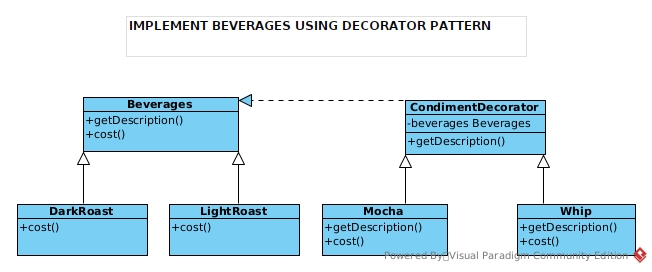 IMPLEMENT BEVERAGES USING DECORATOR PATTERN
Beverages
+getDescription()
+cost()
CondimentDecorator
-beverages Beverages
+getDescription()
DarkRoast
+cost()
LightRoast
+cost()
Mocha
+getDescription()
+cost()
Whip
+getDescription()
+cost()
Powered By Visual Paradigm Community Edition